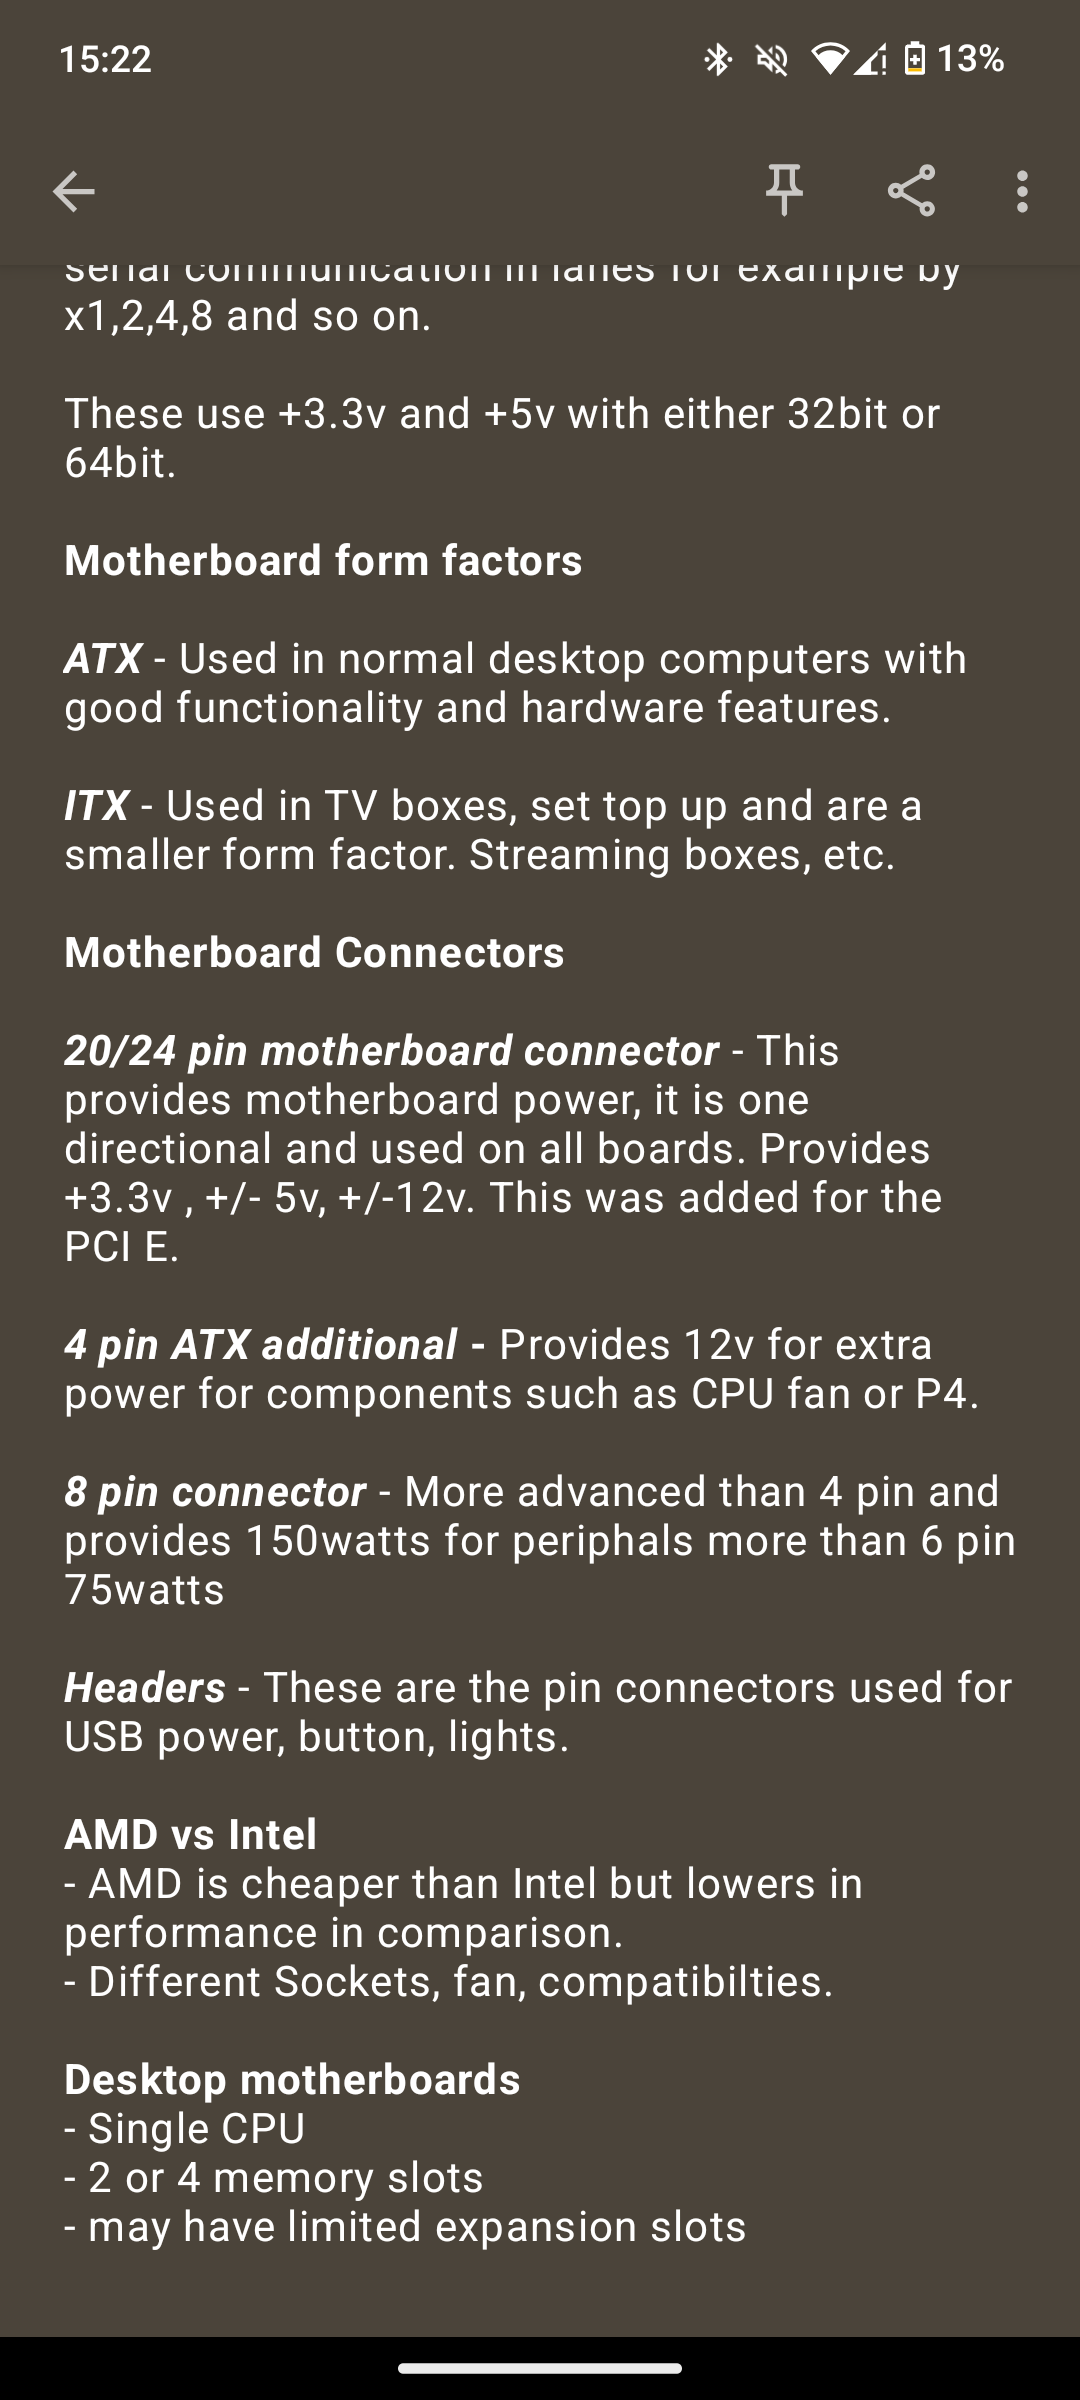 15:22
13%
serial communication in lanes for example by
x1,2,4,8 and so on.
These use +3.3v and +5v with either 32bit or
64bit.
Motherboard form factors
ATX - Used in normal desktop computers with
good functionality and hardware features.
ITX - Used in TV boxes, set top up and are a
smaller form factor. Streaming boxes, etc.
Motherboard Connectors
20/24 pin motherboard connector - This
provides motherboard power, it is one
directional and used on all boards. Provides
+3.3v , +/- 5v, +/-12v. This was added for the
PCI E.
4 pin ATX additional - Provides 12v for extra
power for components such as CPU fan or P4.
8 pin connector - More advanced than 4 pin and
provides 150watts for periphals more than 6 pin
75watts
Headers - These are the pin connectors used for
USB power, button, lights.
AMD vs Intel
- AMD is cheaper than Intel but lowers in
performance in comparison.
- Different Sockets, fan, compatibilties.
Desktop motherboards
- Single CPU
- 2 or 4 memory slots
- may have limited expansion slots